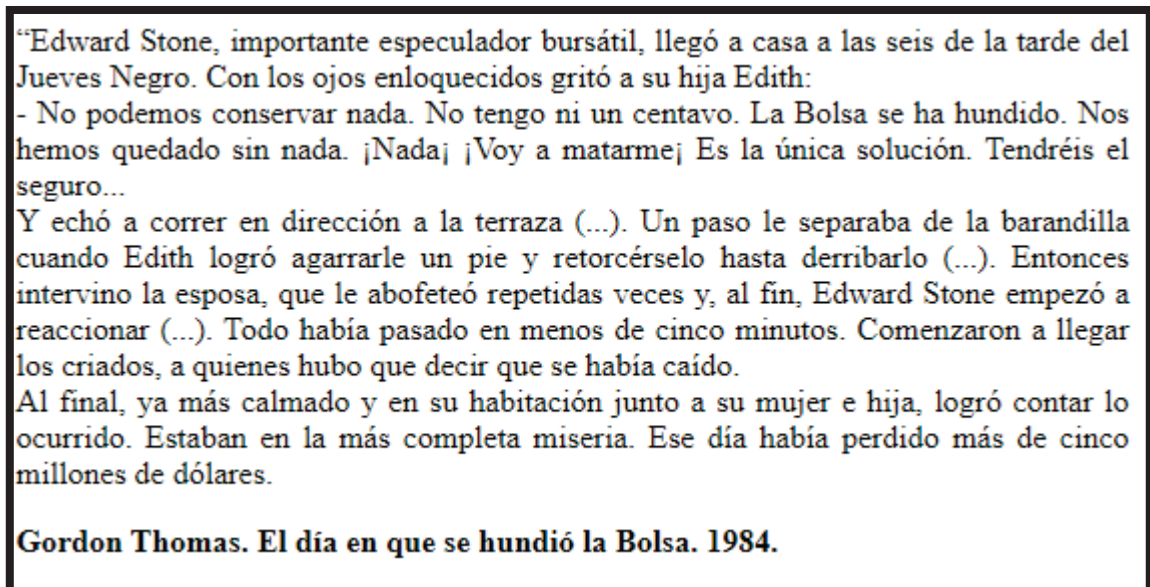 “Edward Stone, importante especulador bursátil, llegó a casa a las seis de la tarde del
Jueves Negro. Con los ojos enloquecidos gritó a su hija Edith:
- No podemos conservar nada. No tengo ni un centavo. La Bolsa se ha hundido. Nos
hemos quedado sin nada. ¡Nada¡ ¡Voy a matarme¡ Es la única solución. Tendréis el
seguro...
Y echó a correr en dirección a la terraza (...). Un paso le separaba de la barandilla
cuando Edith logró agarrarle un pie y retorcérselo hasta derribarlo (...). Entonces
intervino la esposa, que le abofeteó repetidas veces y, al fin, Edward Stone empezó a
reaccionar (...). Todo había pasado en menos de cinco minutos. Comenzaron a llegar
los criados, a quienes hubo que decir que se había caído.
Al final, ya más calmado y en su habitación junto a su mujer e hija, logró contar lo
ocurrido. Estaban en la más completa miseria. Ese día había perdido más de cinco
millones de dólares.
Gordon Thomas. El día en que se hundió la Bolsa. 1984.